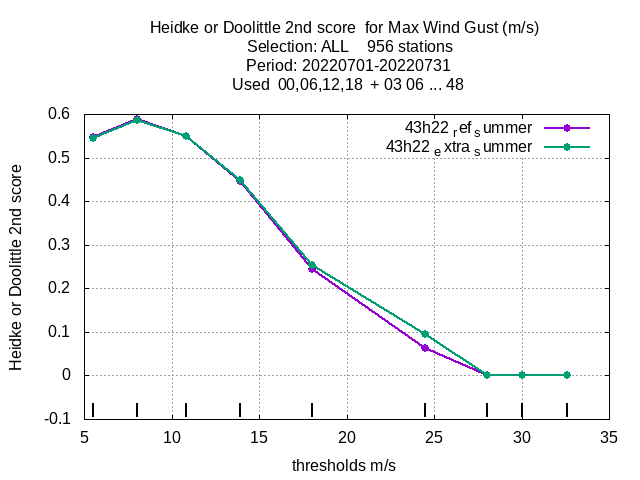 Heidke or Doolittle 2nd score  for Max Wind Gust (m/s)
Selection: ALL    956 stations
Period: 20220701-20220731
Used  00,06,12,18  + 03 06 ... 48
43h22 ref summer
43h22 extra summer
Heidke or Doolittle 2nd score
0.6
0.5
0.4
0.3
0.2
0.1
0
-0.1
5 10 15 20 25 30 35
thresholds m/s